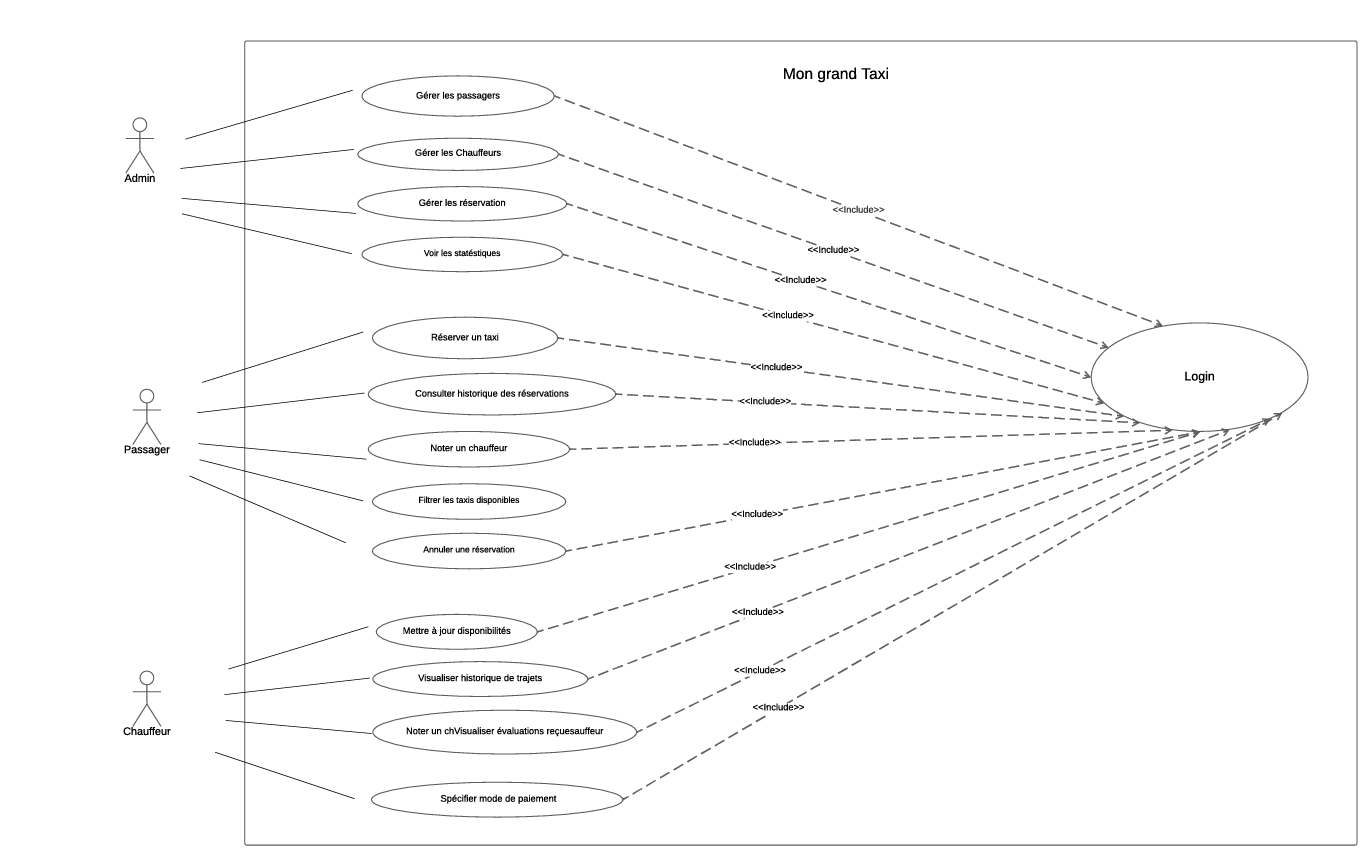 Mon grand Taxi
Gérer les passagers
Gérer les Chauffeurs
Gérer les réservation
Voir les statéstiques
Admin
<<Include>>
<<Include>>
<<Include>>
<<Include>>
Réserver un taxi
Consulter historique des réservations
Noter un chauffeur
Filtrer les taxis disponibles
Annuler une réservation
Passager
<<Include>>
<<Include>>
<<Include>>
<<Include>>
Login
Mettre à jour disponibilités
Visualiser historique de trajets
Noter un chVisualiser évaluations reçuesauffeur
Spécifier mode de paiement
Chauffeur
<<Include>>
<<Include>>
<<Include>>
<<Include>>